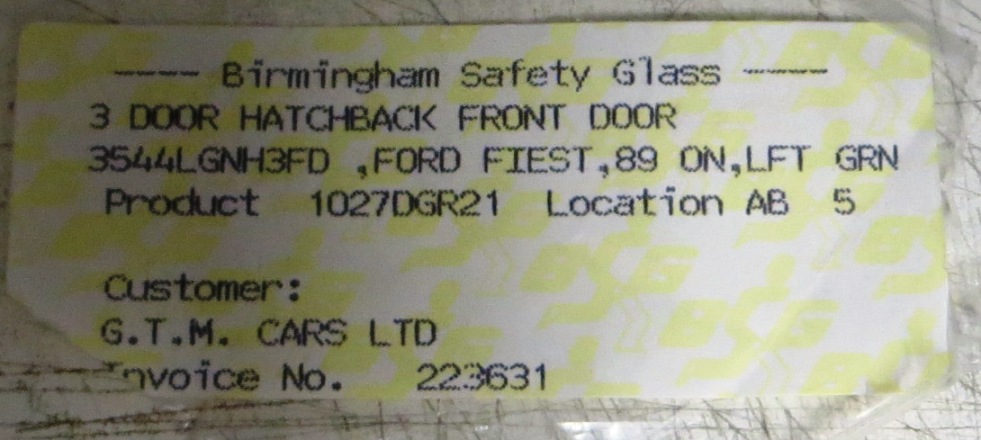 ---- Birmingham Safety Glass ----
3 DOOR HATCHBACK FRONT DOOR
3544LGNH3FD ,FORD FIEST,89 ON,LFT GRN
Product 1027DGR21 Location AB 5
Customer:
G.T.M. CARS LTD
Invoice No. 223631